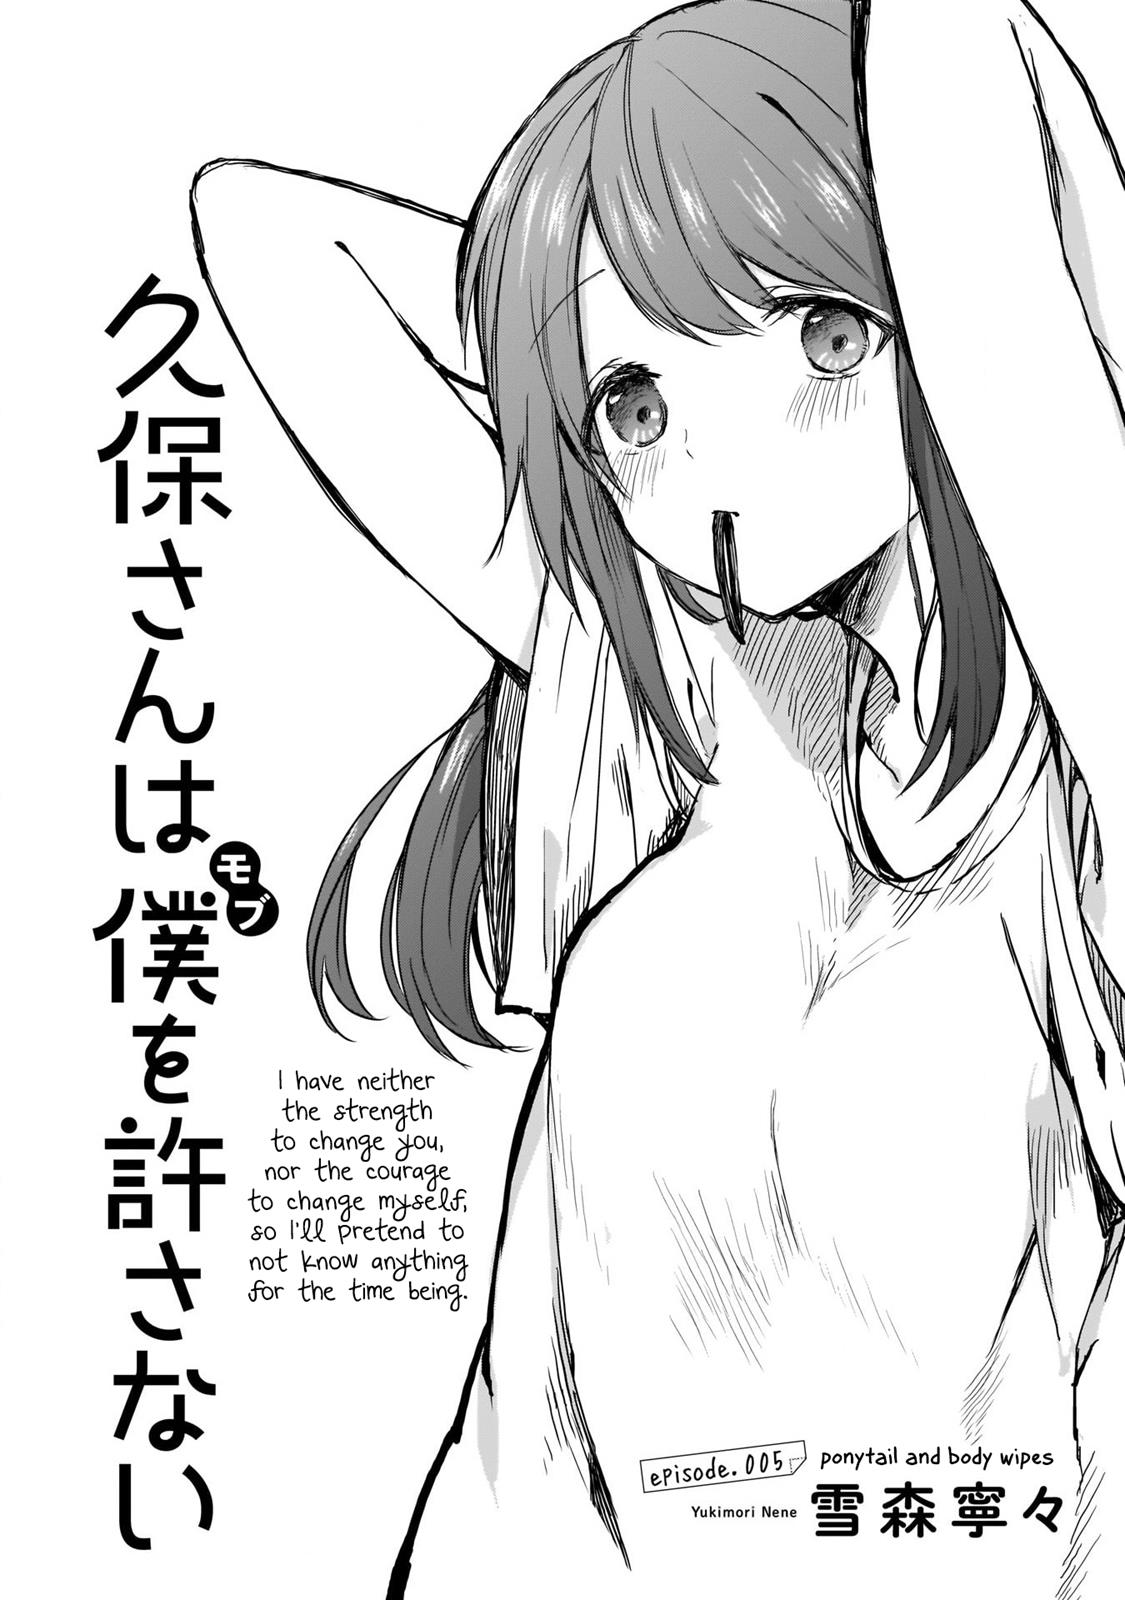 久保さんは僕を許さない
モブ
I have neither
the strength
to change you,
nor the courage
to change myself,
so I'll pretend to
not know anything
for the time being.
episode.005
ponytail and body wipes
Yukimori Nene
雪森寧々